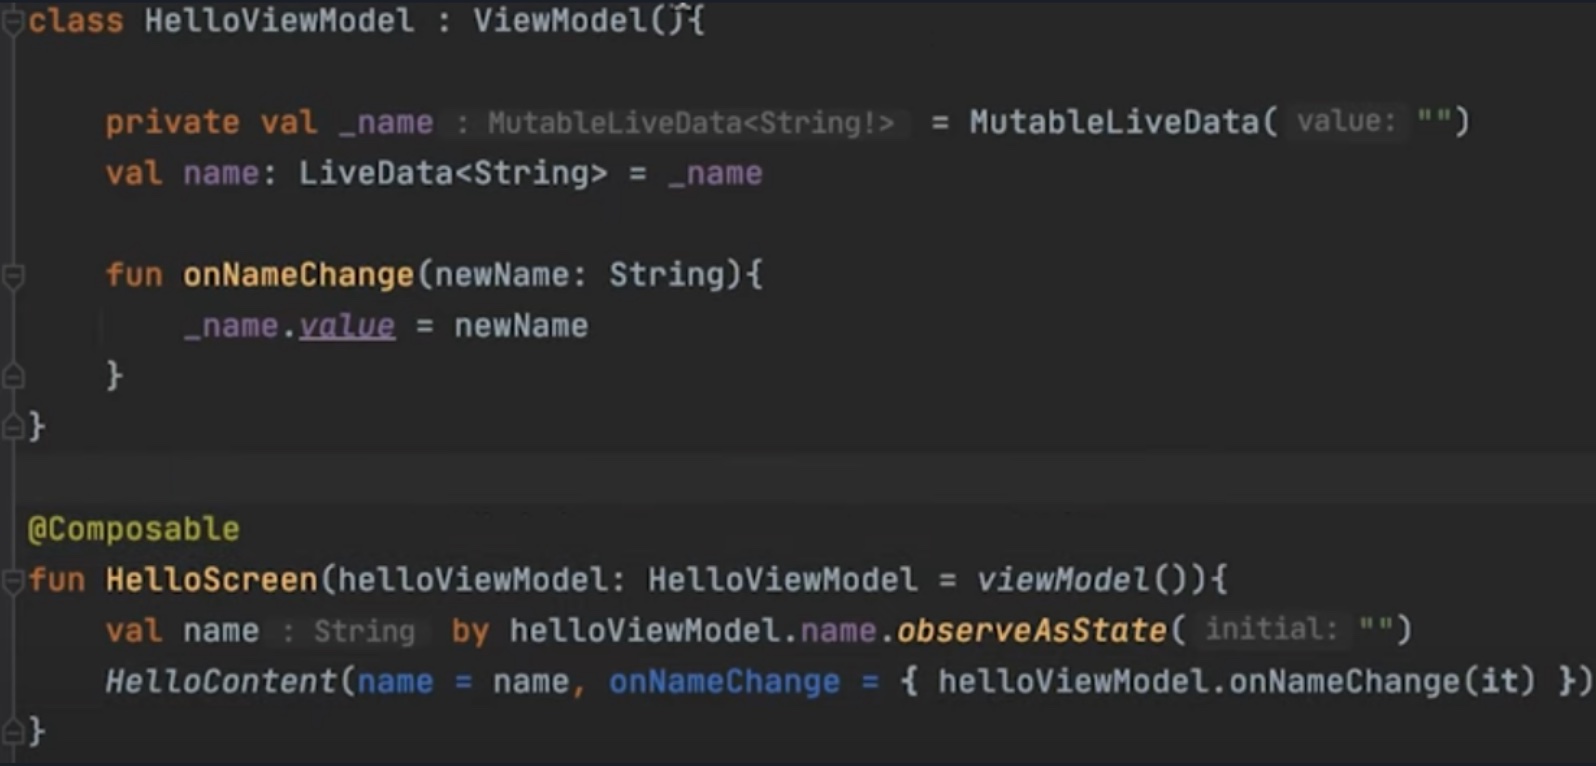 class HelloViewModel : ViewModel(){
private val _name : MutableLiveData<String!> = MutableLiveData( value: "")
val name: LiveData<String> = _name
fun onNameChange(newName: String){
_name.value = newName
}
}
@Composable
fun HelloScreen(helloViewModel: HelloViewModel = viewModel()){
val name : String by helloViewModel.name.observeAsState( initial: "")
HelloContent(name = name, onNameChange = { helloViewModel.onNameChange(it) })
}